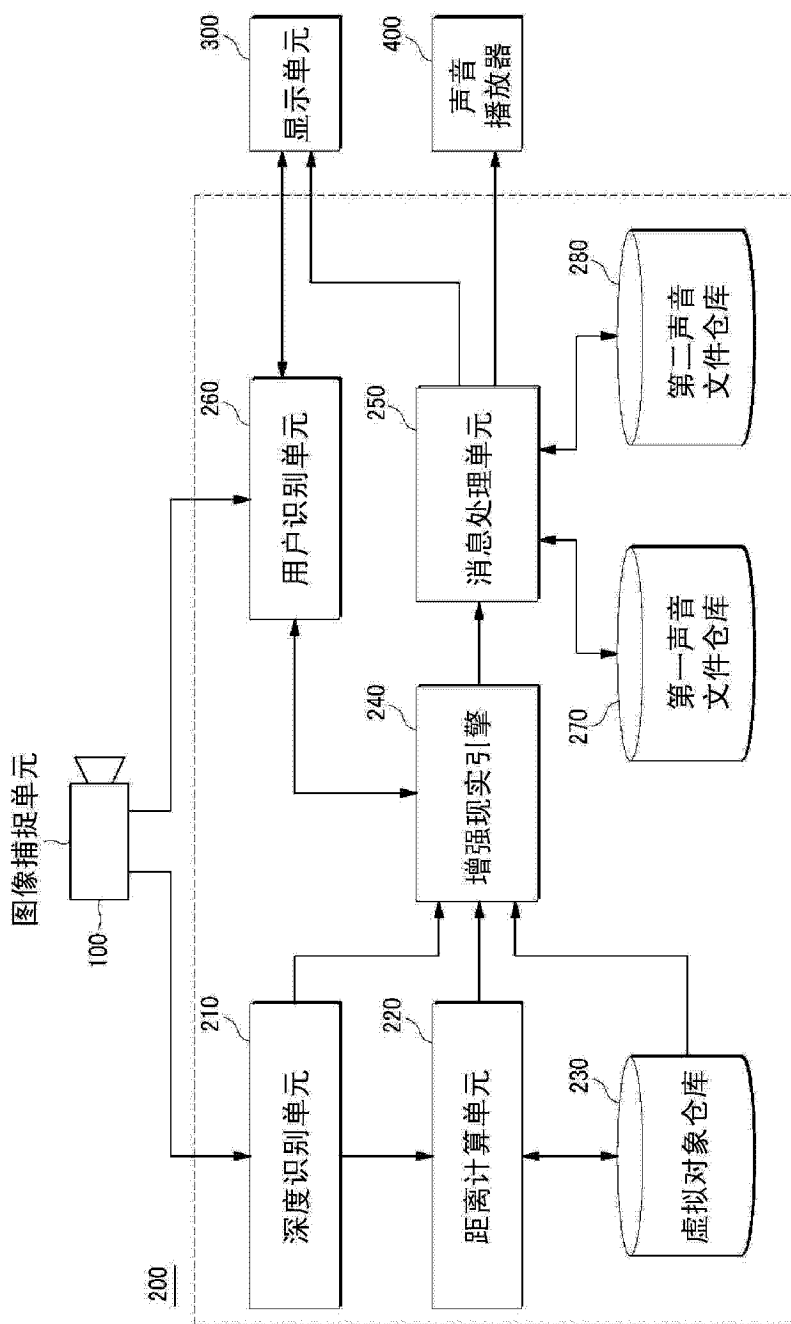 图像捕捉单元
100
200
210
深度识别单元
220
距离计算单元
230
虚拟对象仓库
240
增强现实引擎
260
用户识别单元
250
消息处理单元
270
第一声音
文件仓库
280
第二声音
文件仓库
300
显示单元
400
声音
播放器